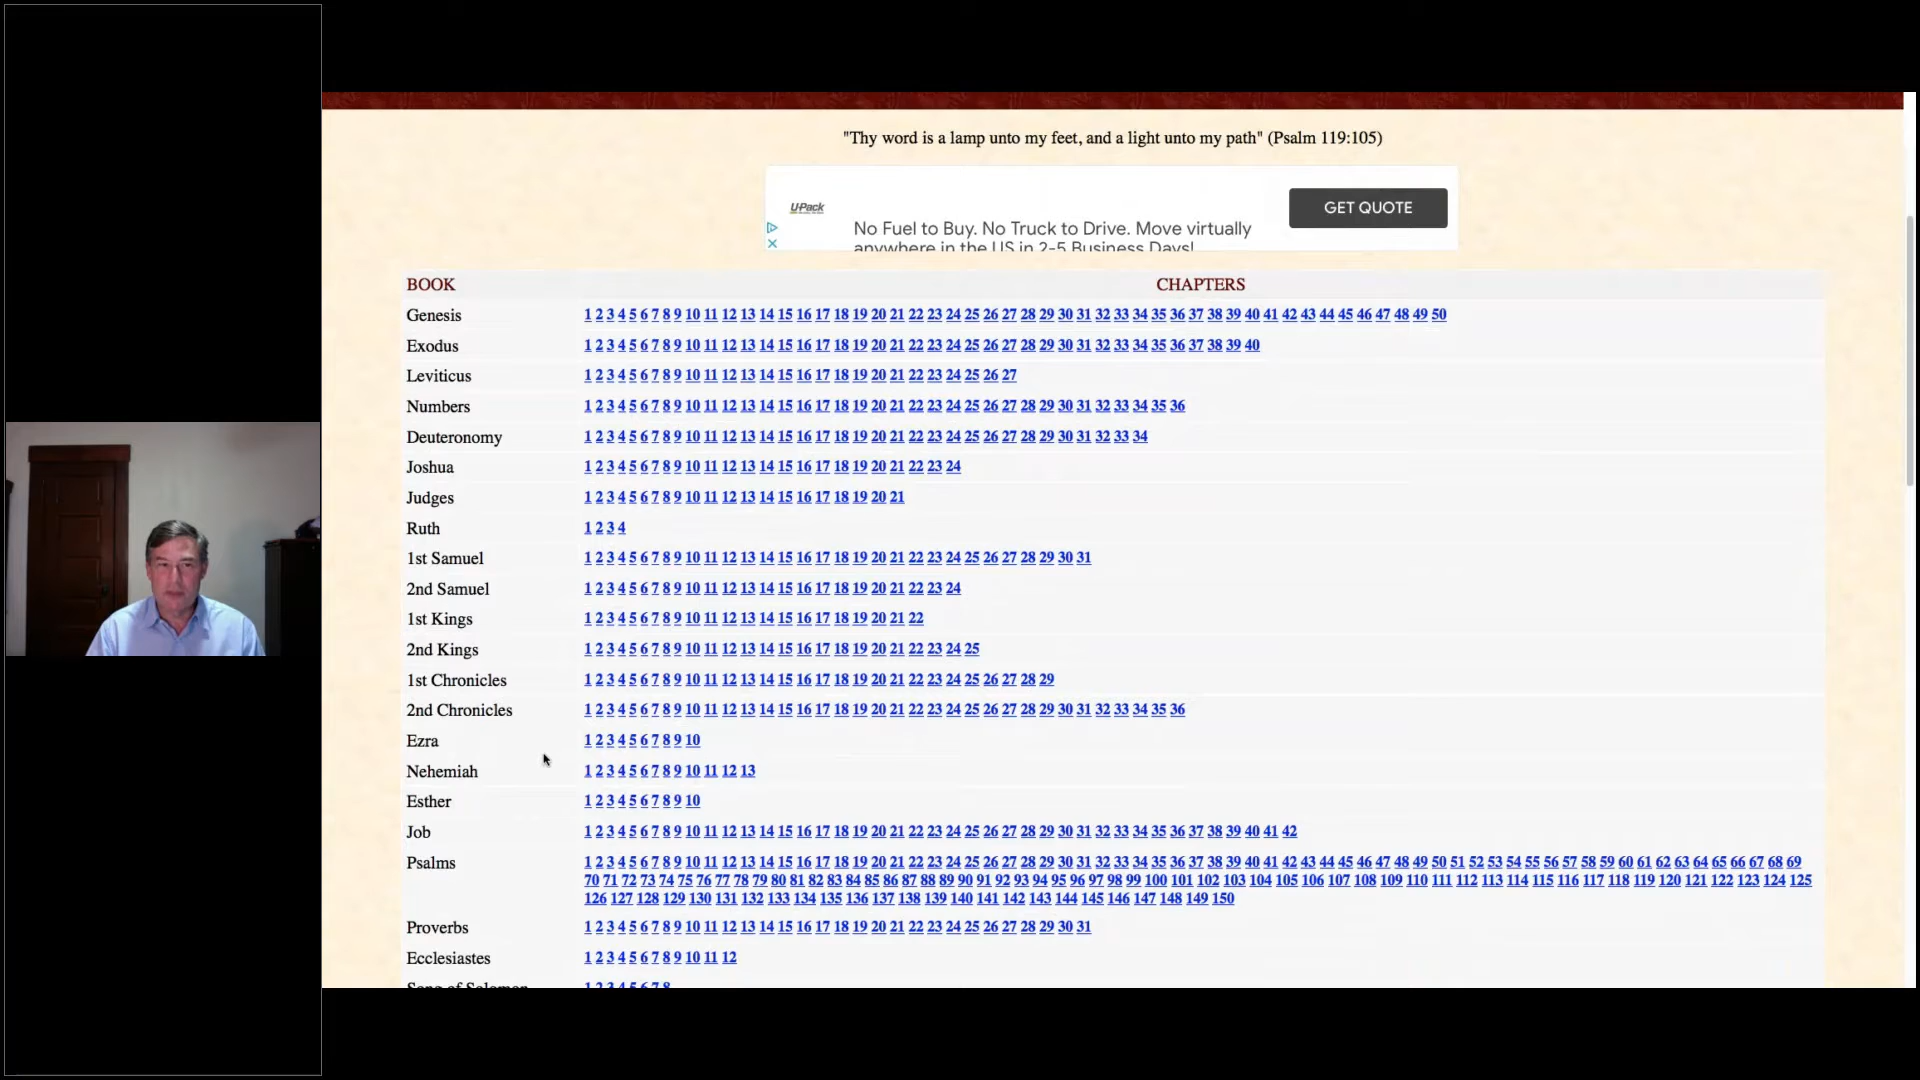 "Thy word is a lamp unto my feet, and a light unto my path" (Psalm 119:105)
U-Pack
GET QUOTE
No Fuel to Buy. No Truck to Drive. Move virtually
anywhere in the US in 2-5 Business Days!
BOOK CHAPTERS
Genesis 1 2 3 4 5 6 7 8 9 10 11 12 13 14 15 16 17 18 19 20 21 22 23 24 25 26 27 28 29 30 31 32 33 34 35 36 37 38 39 40 41 42 43 44 45 46 47 48 49 50
Exodus 1 2 3 4 5 6 7 8 9 10 11 12 13 14 15 16 17 18 19 20 21 22 23 24 25 26 27 28 29 30 31 32 33 34 35 36 37 38 39 40
Leviticus 1 2 3 4 5 6 7 8 9 10 11 12 13 14 15 16 17 18 19 20 21 22 23 24 25 26 27
Numbers 1 2 3 4 5 6 7 8 9 10 11 12 13 14 15 16 17 18 19 20 21 22 23 24 25 26 27 28 29 30 31 32 33 34 35 36
Deuteronomy 1 2 3 4 5 6 7 8 9 10 11 12 13 14 15 16 17 18 19 20 21 22 23 24 25 26 27 28 29 30 31 32 33 34
Joshua 1 2 3 4 5 6 7 8 9 10 11 12 13 14 15 16 17 18 19 20 21 22 23 24
Judges 1 2 3 4 5 6 7 8 9 10 11 12 13 14 15 16 17 18 19 20 21
Ruth 1 2 3 4
1st Samuel 1 2 3 4 5 6 7 8 9 10 11 12 13 14 15 16 17 18 19 20 21 22 23 24 25 26 27 28 29 30 31
2nd Samuel 1 2 3 4 5 6 7 8 9 10 11 12 13 14 15 16 17 18 19 20 21 22 23 24
1st Kings 1 2 3 4 5 6 7 8 9 10 11 12 13 14 15 16 17 18 19 20 21 22
2nd Kings 1 2 3 4 5 6 7 8 9 10 11 12 13 14 15 16 17 18 19 20 21 22 23 24 25
1st Chronicles 1 2 3 4 5 6 7 8 9 10 11 12 13 14 15 16 17 18 19 20 21 22 23 24 25 26 27 28 29
2nd Chronicles 1 2 3 4 5 6 7 8 9 10 11 12 13 14 15 16 17 18 19 20 21 22 23 24 25 26 27 28 29 30 31 32 33 34 35 36
Ezra 1 2 3 4 5 6 7 8 9 10
Nehemiah 1 2 3 4 5 6 7 8 9 10 11 12 13
Esther 1 2 3 4 5 6 7 8 9 10
Job 1 2 3 4 5 6 7 8 9 10 11 12 13 14 15 16 17 18 19 20 21 22 23 24 25 26 27 28 29 30 31 32 33 34 35 36 37 38 39 40 41 42
Psalms 1 2 3 4 5 6 7 8 9 10 11 12 13 14 15 16 17 18 19 20 21 22 23 24 25 26 27 28 29 30 31 32 33 34 35 36 37 38 39 40 41 42 43 44 45 46 47 48 49 50 51 52 53 54 55 56 57 58 59 60 61 62 63 64 65 66 67 68 69
70 71 72 73 74 75 76 77 78 79 80 81 82 83 84 85 86 87 88 89 90 91 92 93 94 95 96 97 98 99 100 101 102 103 104 105 106 107 108 109 110 111 112 113 114 115 116 117 118 119 120 121 122 123 124 125
126 127 128 129 130 131 132 133 134 135 136 137 138 139 140 141 142 143 144 145 146 147 148 149 150
Proverbs 1 2 3 4 5 6 7 8 9 10 11 12 13 14 15 16 17 18 19 20 21 22 23 24 25 26 27 28 29 30 31
Ecclesiastes 1 2 3 4 5 6 7 8 9 10 11 12
Song of Solomon 1 2 3 4 5 6 7 8